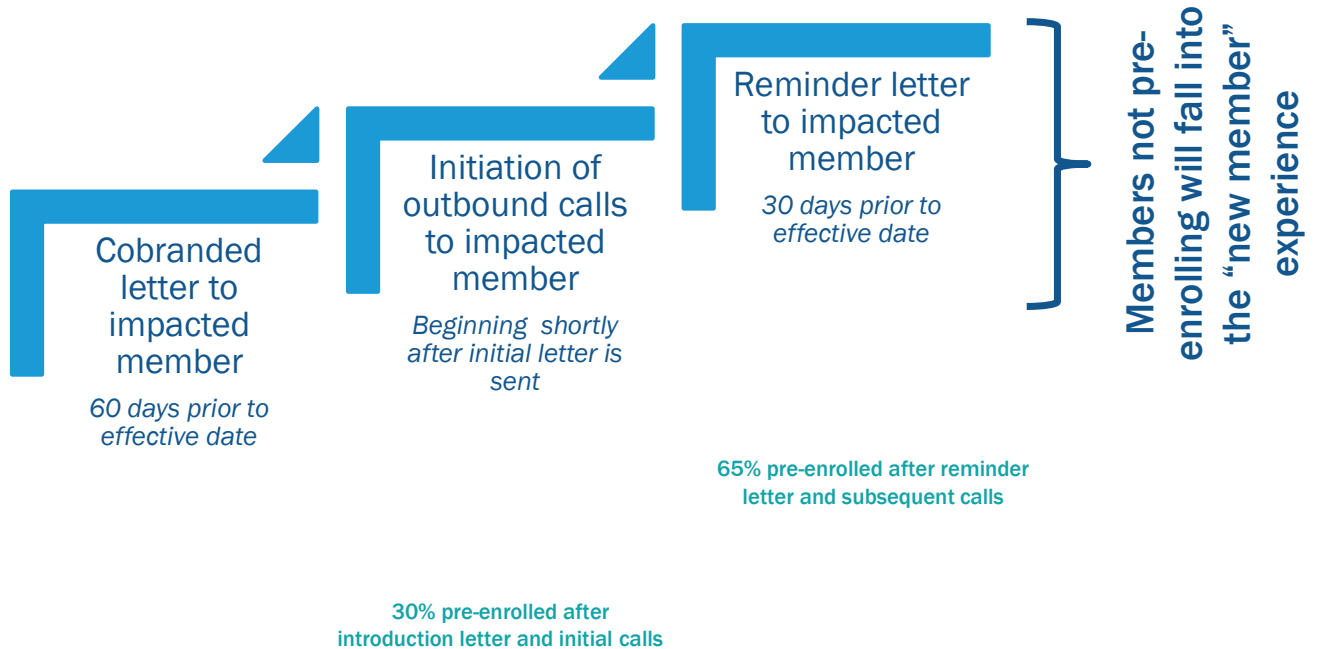 Cobranded
letter to
impacted
member
60 days prior to
effective date
Initiation of
outbound calls
to impacted
member
Beginning  shortly
after initial letter is
sent
Reminder letter
to impacted
member
30 days prior to
effective date
Members not pre-
enrolling will fall into
the “new member”
experience
65% pre-enrolled after reminder
letter and subsequent calls
30% pre-enrolled after
introduction letter and initial calls